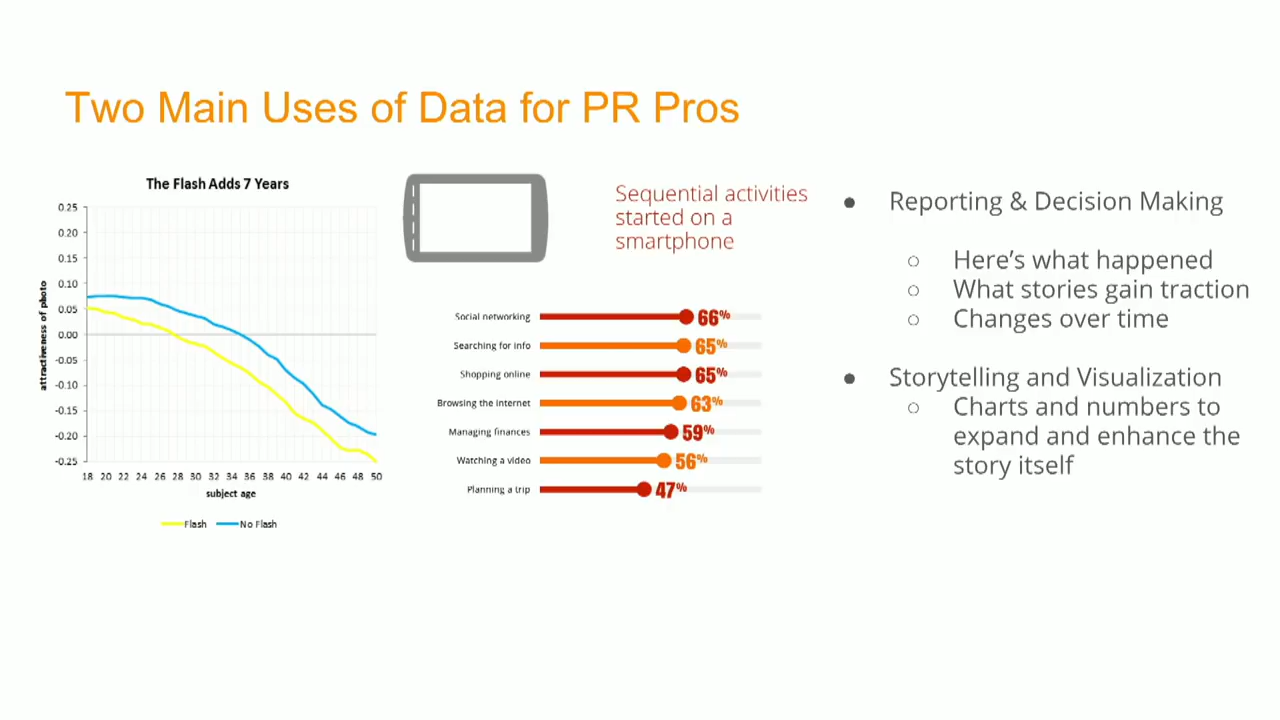 Two Main Uses of Data for PR Pros
The Flash Adds 7 Years
0.25
0.20
0.15
0.10
0.05
0.00
-0.05
-0.10
-0.15
-0.20
-0.25
attractiveness of photo
18 20 22 24 26 28 30 32 34 36 38 40 42 44 46 48 50
subject age
Flash No Flash
Sequential activities
started on a
smartphone
Social networking 66%
Searching for info 65%
Shopping online 65%
Browsing the internet 63%
Managing finances 59%
Watching a video 56%
Planning a trip 47%
● Reporting & Decision Making
○ Here’s what happened
○ What stories gain traction
○ Changes over time
● Storytelling and Visualization
○ Charts and numbers to
expand and enhance the
story itself